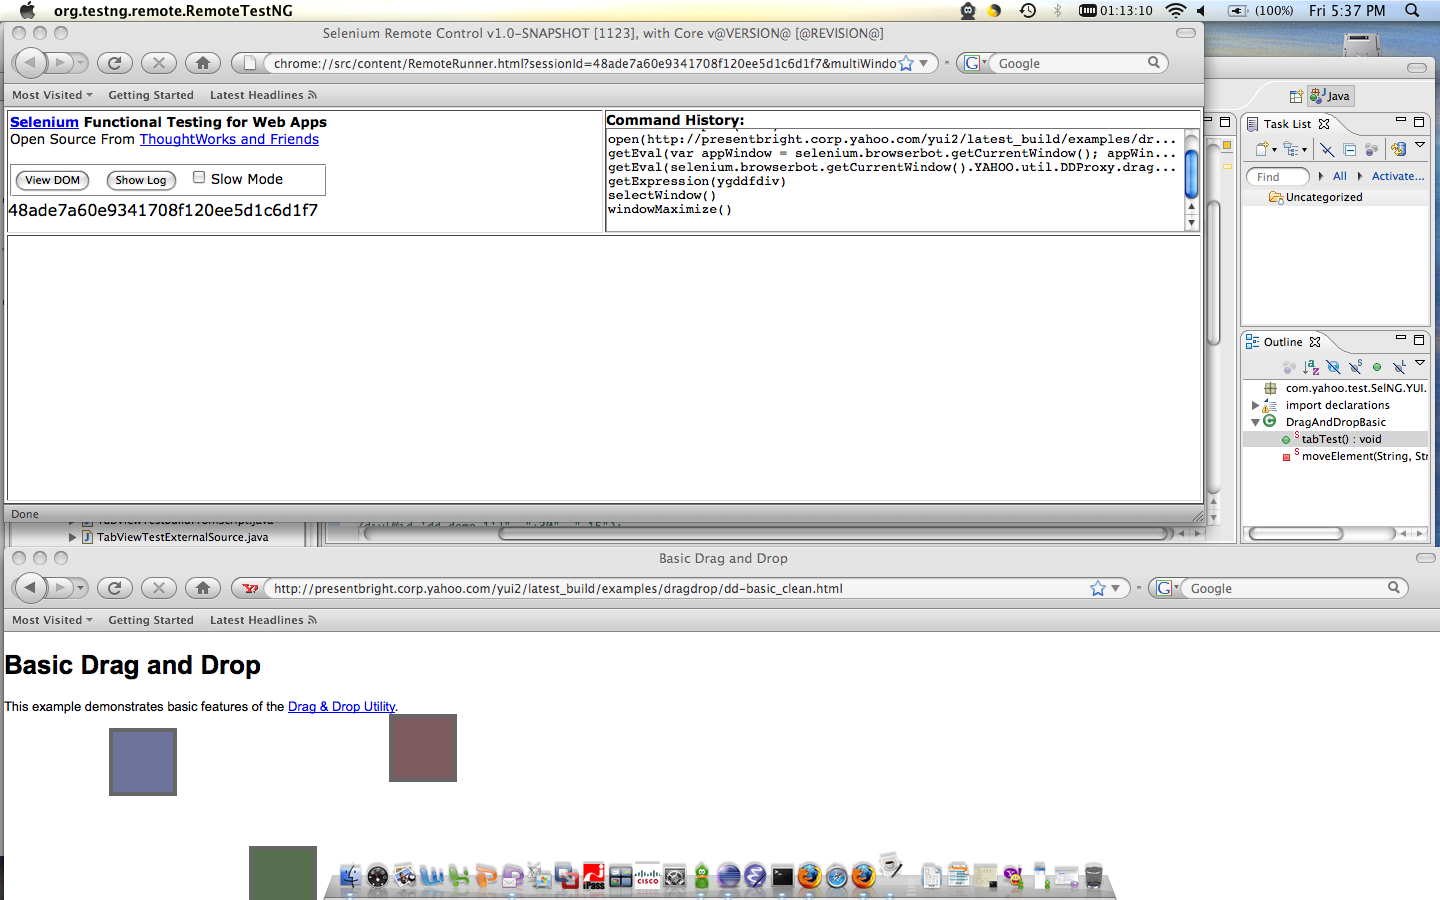 org.testng.remote.RemoteTestNG
01:13:10
(100%)
Fri 5:37 PM
Selenium Remote Control v1.0-SNAPSHOT [1123], with Core v@VERSION@ [@REVISION@]
chrome://src/content/RemoteRunner.html?sessionId=48ade7a60e9341708f120ee5d1c6d1f7&multiWindo
Google
Most Visited
Getting Started
Latest Headlines
Selenium Functional Testing for Web Apps
Open Source From ThoughtWorks and Friends
View DOM
Show Log
Slow Mode
48ade7a60e9341708f120ee5d1c6d1f7
Command History:
open(http://presentbright.corp.yahoo.com/yui2/latest_build/examples/dr...
getEval(var appWindow = selenium.browserbot.getCurrentWindow(); appWin...
getEval(selenium.browserbot.getCurrentWindow().YAHOO.util.DDProxy.drag...
getExpression(ygddfdiv)
selectWindow()
windowMaximize()
Done
Java
Task List
Find
All
Activate...
Uncategorized
Outline
com.yahoo.test.SelNG.YUI.
import declarations
DragAndDropBasic
tabTest() : void
moveElement(String, Str
TabViewTestBuildFromScript.java
TabViewTestExternalSource.java
Basic Drag and Drop
http://presentbright.corp.yahoo.com/yui2/latest_build/examples/dragdrop/dd-basic_clean.html
Google
Most Visited
Getting Started
Latest Headlines
Basic Drag and Drop
This example demonstrates basic features of the Drag & Drop Utility.
iPass
CISCO